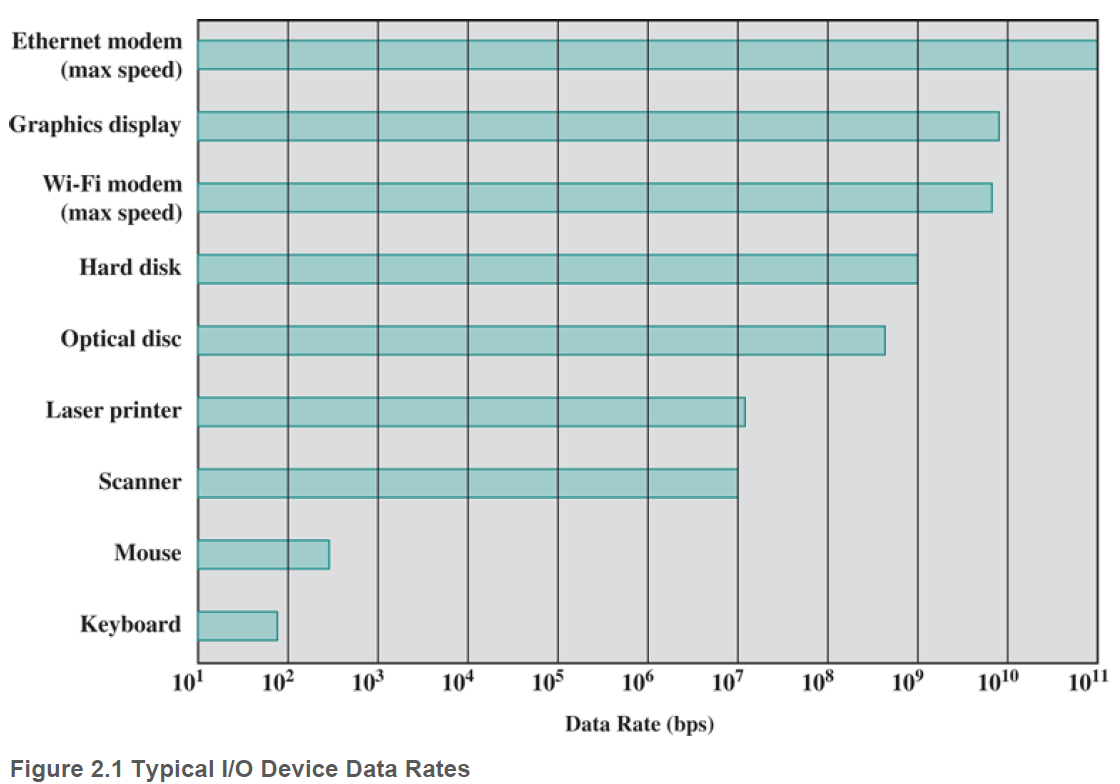 Ethernet modem
(max speed)
Graphics display
Wi-Fi modem
(max speed)
Hard disk
Optical disc
Laser printer
Scanner
Mouse
Keyboard
10¹ 10² 10³ 10⁴ 10⁵ 10⁶ 10⁷ 10⁸ 10⁹ 10¹⁰ 10¹¹
Data Rate (bps)
Figure 2.1 Typical I/O Device Data Rates